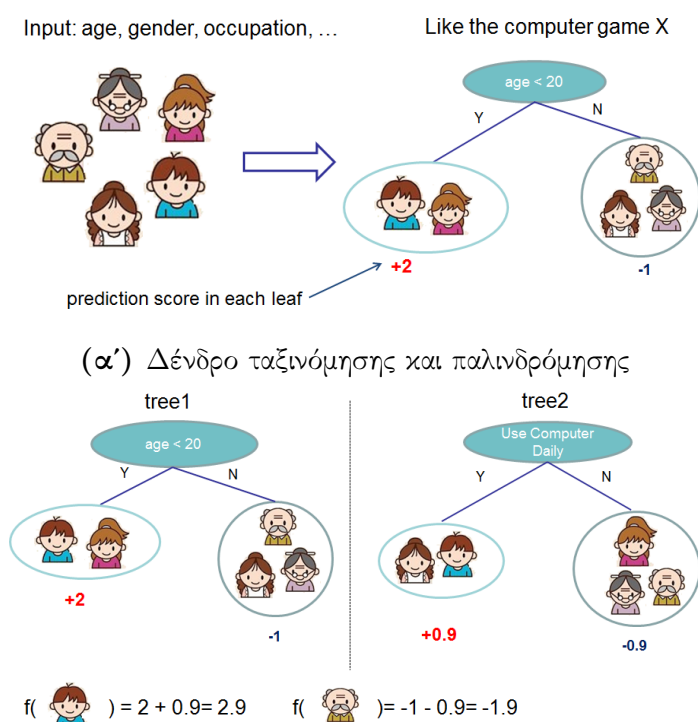 Input: age, gender, occupation, …
Like the computer game X
age < 20
Y
N
+2
-1
prediction score in each leaf
(αʹ) Δένδρο ταξινόμησης και παλινδρόμησης
tree1
tree2
age < 20
Use Computer
Daily
Y
N
Y
N
+2
-1
+0.9
-0.9
f( ) = 2 + 0.9= 2.9
f( )= -1 - 0.9= -1.9